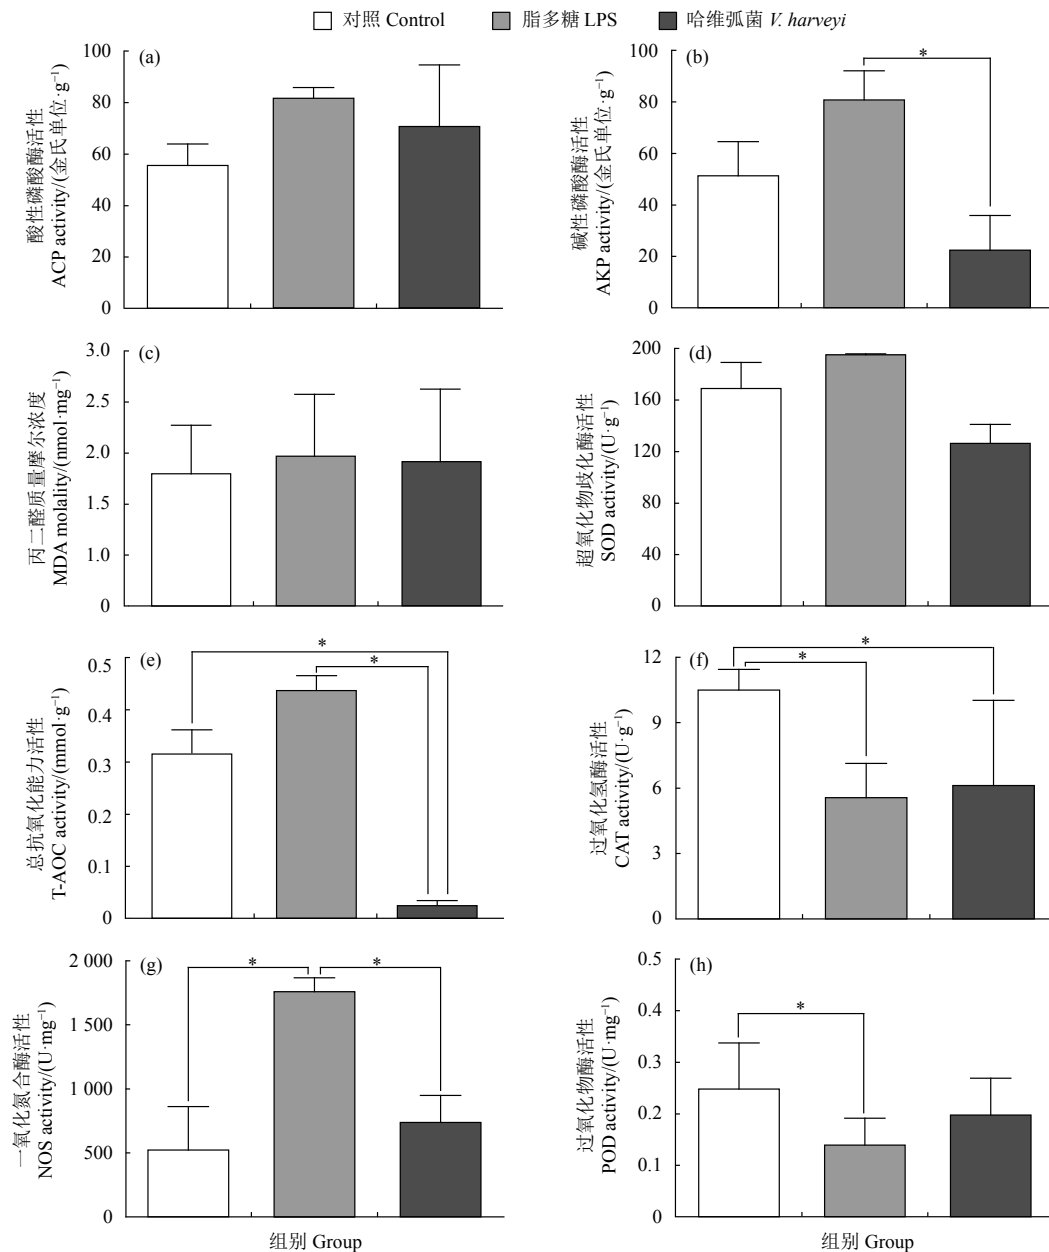 对照 Control 脂多糖 LPS 哈维弧菌 V. harveyi
(a)
酸性磷酸酶活性
ACP activity/(金氏单位·g⁻¹)
100
80
60
40
20
0
(b)
碱性磷酸酶活性
AKP activity/(金氏单位·g⁻¹)
100
80
60
40
20
0
*
(c)
丙二醛质量摩尔浓度
MDA molality/(nmol·mg⁻¹)
3.0
2.5
2.0
1.5
1.0
0
(d)
超氧化物歧化酶活性
SOD activity/(U·g⁻¹)
200
160
120
80
40
0
(e)
总抗氧化能力活性
T-AOC activity/(mmol·g⁻¹)
0.5
0.4
0.3
0.2
0.1
0
*
*
(f)
过氧化氢酶活性
CAT activity/(U·g⁻¹)
12
9
6
3
0
*
*
(g)
一氧化氮合酶活性
NOS activity/(U·mg⁻¹)
2 000
1 500
1 000
500
0
*
*
组别 Group
(h)
过氧化物酶活性
POD activity/(U·mg⁻¹)
0.5
0.4
0.3
0.2
0.1
0
*
组别 Group